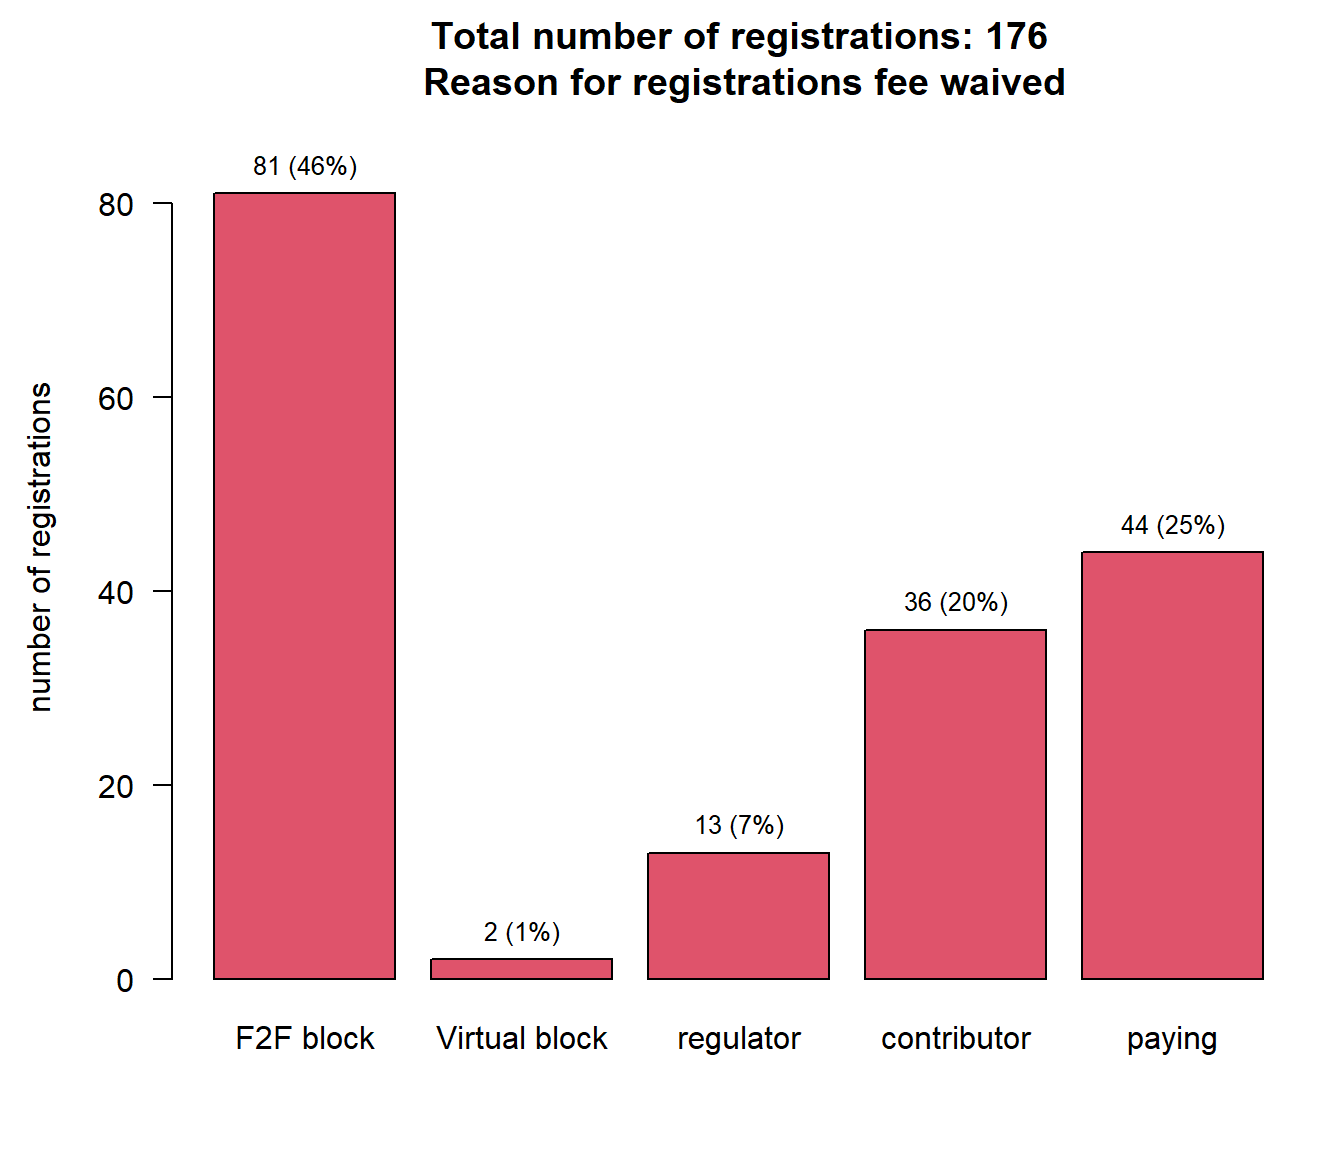 Total number of registrations: 176
Reason for registrations fee waived
number of registrations
80
60
40
20
0
81 (46%)
2 (1%)
13 (7%)
36 (20%)
44 (25%)
F2F block
Virtual block
regulator
contributor
paying